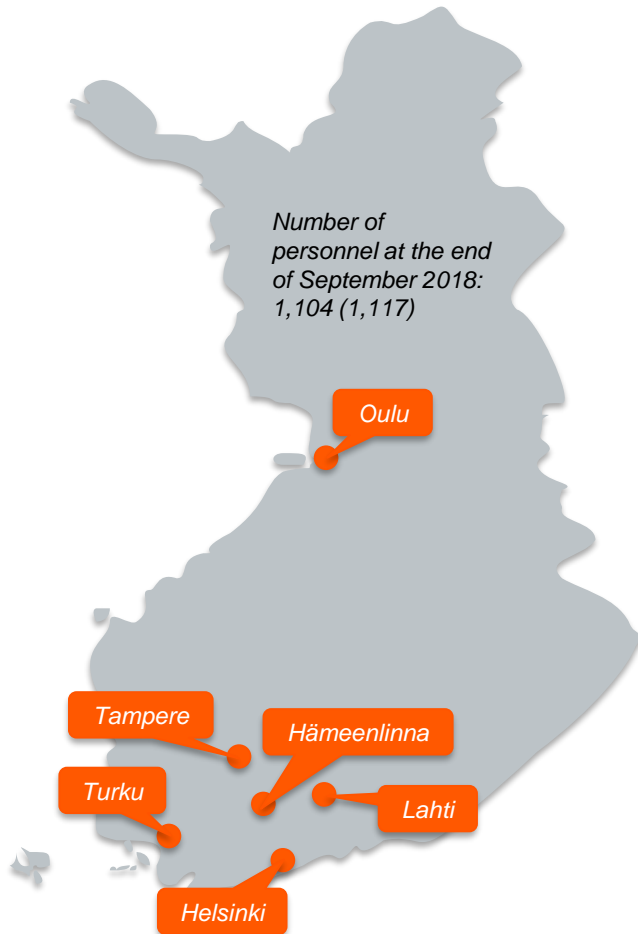 Number of
personnel at the end
of September 2018:
1,104 (1,117)
Oulu
Tampere
Hämeenlinna
Turku
Lahti
Helsinki